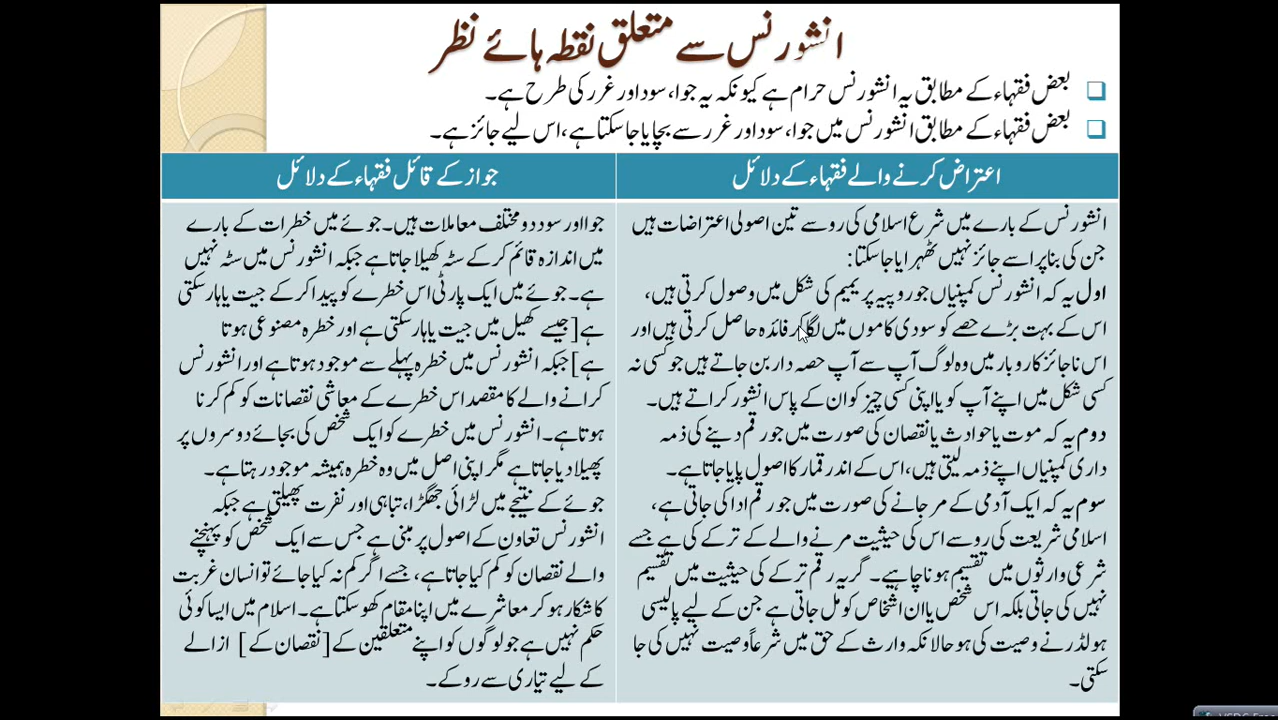 انشورنس سے متعلق نقطہ ہائے نظر
بعض فقہاء کے مطابق یہ انشورنس حرام ہے کیونکہ یہ جوا، سود اور غرر کی طرح ہے۔
بعض فقہاء کے مطابق انشورنس میں جوا، سود اور غرر سے بچایا جا سکتا ہے، اس لیے جائز ہے۔
اعتراض کرنے والے فقہاء کے دلائل
انشورنس کے بارے میں شرع اسلامی کی رو سے تین اصولی اعتراضات ہیں
جن کی بنا پر اسے جائز نہیں ٹھہرایا جا سکتا:
اول یہ کہ انشورنس کمپنیاں جو روپیہ پریمیم کی شکل میں وصول کرتی ہیں،
اس کے بہت بڑے حصے کو سودی کاموں میں لگا کر فائدہ حاصل کرتی ہیں اور
اس ناجائز کاروبار میں وہ لوگ آپ سے آپ حصہ دار بن جاتے ہیں جو کسی نہ
کسی شکل میں اپنے آپ کو یا اپنی کسی چیز کو ان کے پاس انشور کراتے ہیں۔
دوم یہ کہ موت یا حوادث یا نقصان کی صورت میں جو رقم دینے کی ذمہ
داری کمپنیاں اپنے ذمہ لیتی ہیں، اس کے اندر قمار کا اصول پایا جاتا ہے۔
سوم یہ کہ ایک آدمی کے مر جانے کی صورت میں جو رقم ادا کی جاتی ہے،
اسلامی شریعت کی رو سے اس کی حیثیت مرنے والے کے ترکے کی ہے جسے
شرعی وارثوں میں تقسیم ہونا چاہیے۔ گر یہ رقم ترکے کی حیثیت میں تقسیم
نہیں کی جاتی بلکہ اس شخص یا ان اشخاص کو مل جاتی ہے جن کے لیے پالیسی
ہولڈر نے وصیت کی ہو حالانکہ وارث کے حق میں شرعاً وصیت نہیں کی جا
سکتی۔
جواز کے قائل فقہاء کے دلائل
جوا اور سود دو مختلف معاملات ہیں۔ جوئے میں خطرات کے بارے
میں اندازہ قائم کر کے سٹہ کھیلا جاتا ہے جبکہ انشورنس میں سٹہ نہیں
ہے۔ جوئے میں ایک پارٹی اس خطرے کو پیدا کر کے جیت یا ہار سکتی
ہے [جیسے کھیل میں جیت یا ہار سکتی ہے اور خطرہ مصنوعی ہوتا
ہے] جبکہ انشورنس میں خطرہ پہلے سے موجود ہوتا ہے اور انشورنس
کرانے والے کا مقصد اس خطرے کے معاشی نقصانات کو کم کرنا
ہوتا ہے۔ انشورنس میں خطرے کو ایک شخص کی بجائے دوسروں پر
پھیلا دیا جاتا ہے مگر اپنی اصل میں وہ خطرہ ہمیشہ موجود رہتا ہے۔
جوئے کے نتیجے میں لڑائی جھگڑا، تباہی اور نفرت پھیلتی ہے جبکہ
انشورنس تعاون کے اصول پر مبنی ہے جس سے ایک شخص کو پہنچنے
والے نقصان کو کم کیا جاتا ہے، جسے اگر کم نہ کیا جائے تو انسان غربت
کا شکار ہو کر معاشرے میں اپنا مقام کھو سکتا ہے۔ اسلام میں ایسا کوئی
حکم نہیں ہے جو لوگوں کو اپنے متعلقین کے [نقصان کے] ازالے
کے لیے تیاری سے روکے۔